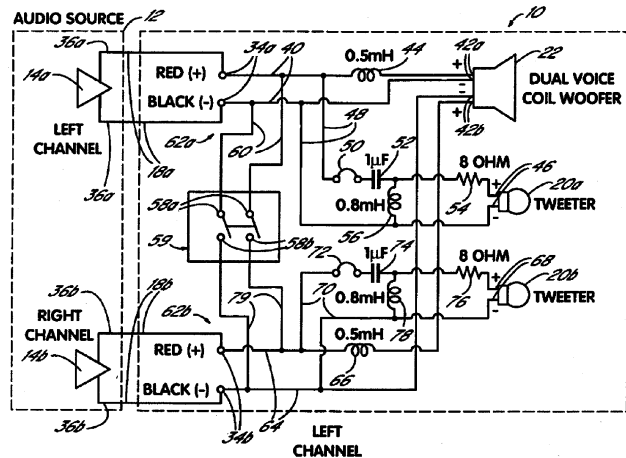 AUDIO SOURCE
12
10
36a
34a
40
0.5mH
44
42a
22
14a
RED (+)
+
-
-
+
DUAL VOICE
COIL WOOFER
BLACK (-)
42b
LEFT
CHANNEL
62a
60
48
50
1μF
52
8 OHM
46
18a
36a
+
20a
58a
0.8mH
54
-
TWEETER
56
59
72
1μF
74
8 OHM
68
58b
+
20b
RIGHT
CHANNEL
36b
18b
62b
79
70
0.8mH
76
-
TWEETER
78
14b
RED (+)
0.5mH
66
BLACK (-)
36b
34b
64
LEFT
CHANNEL